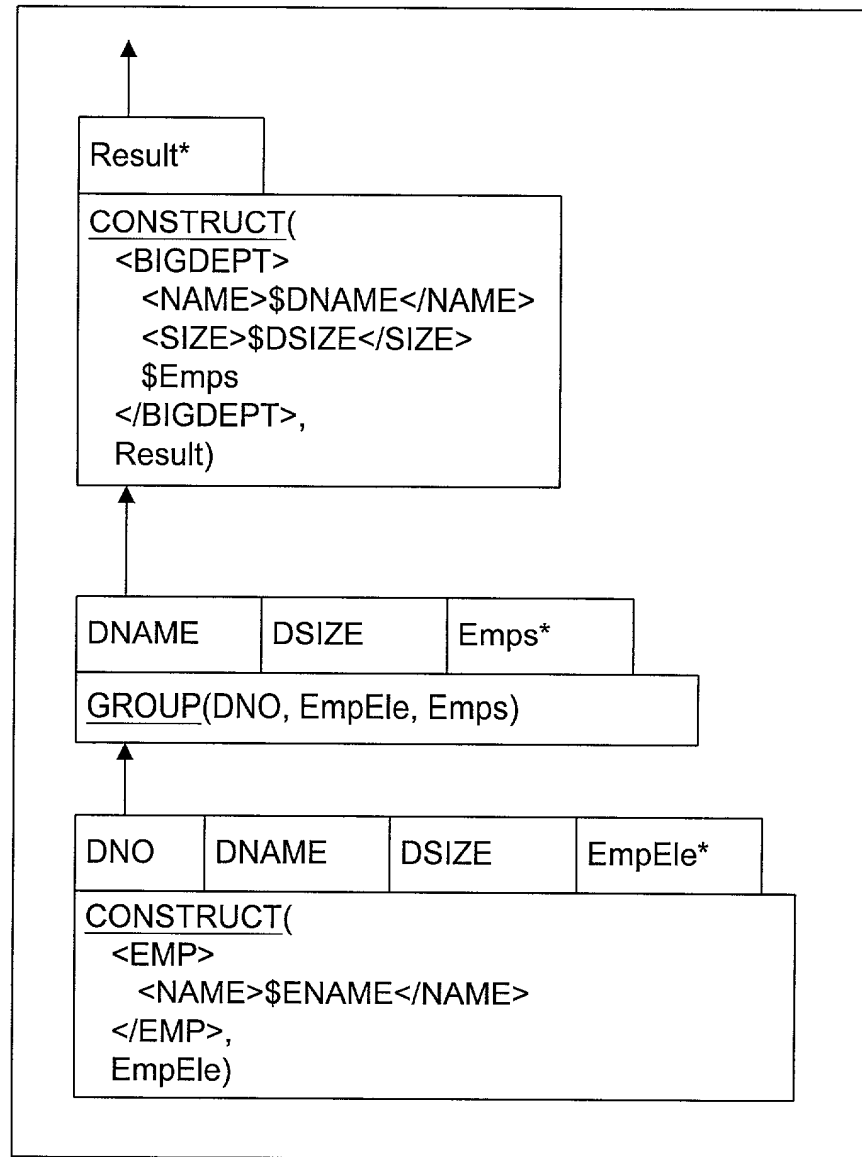 Result*
CONSTRUCT(
<BIGDEPT>
<NAME>$DNAME</NAME>
<SIZE>$DSIZE</SIZE>
$Emps
</BIGDEPT>,
Result)
DNAME DSIZE Emps*
GROUP(DNO, EmpEle, Emps)
DNO DNAME DSIZE EmpEle*
CONSTRUCT(
<EMP>
<NAME>$ENAME</NAME>
</EMP>,
EmpEle)